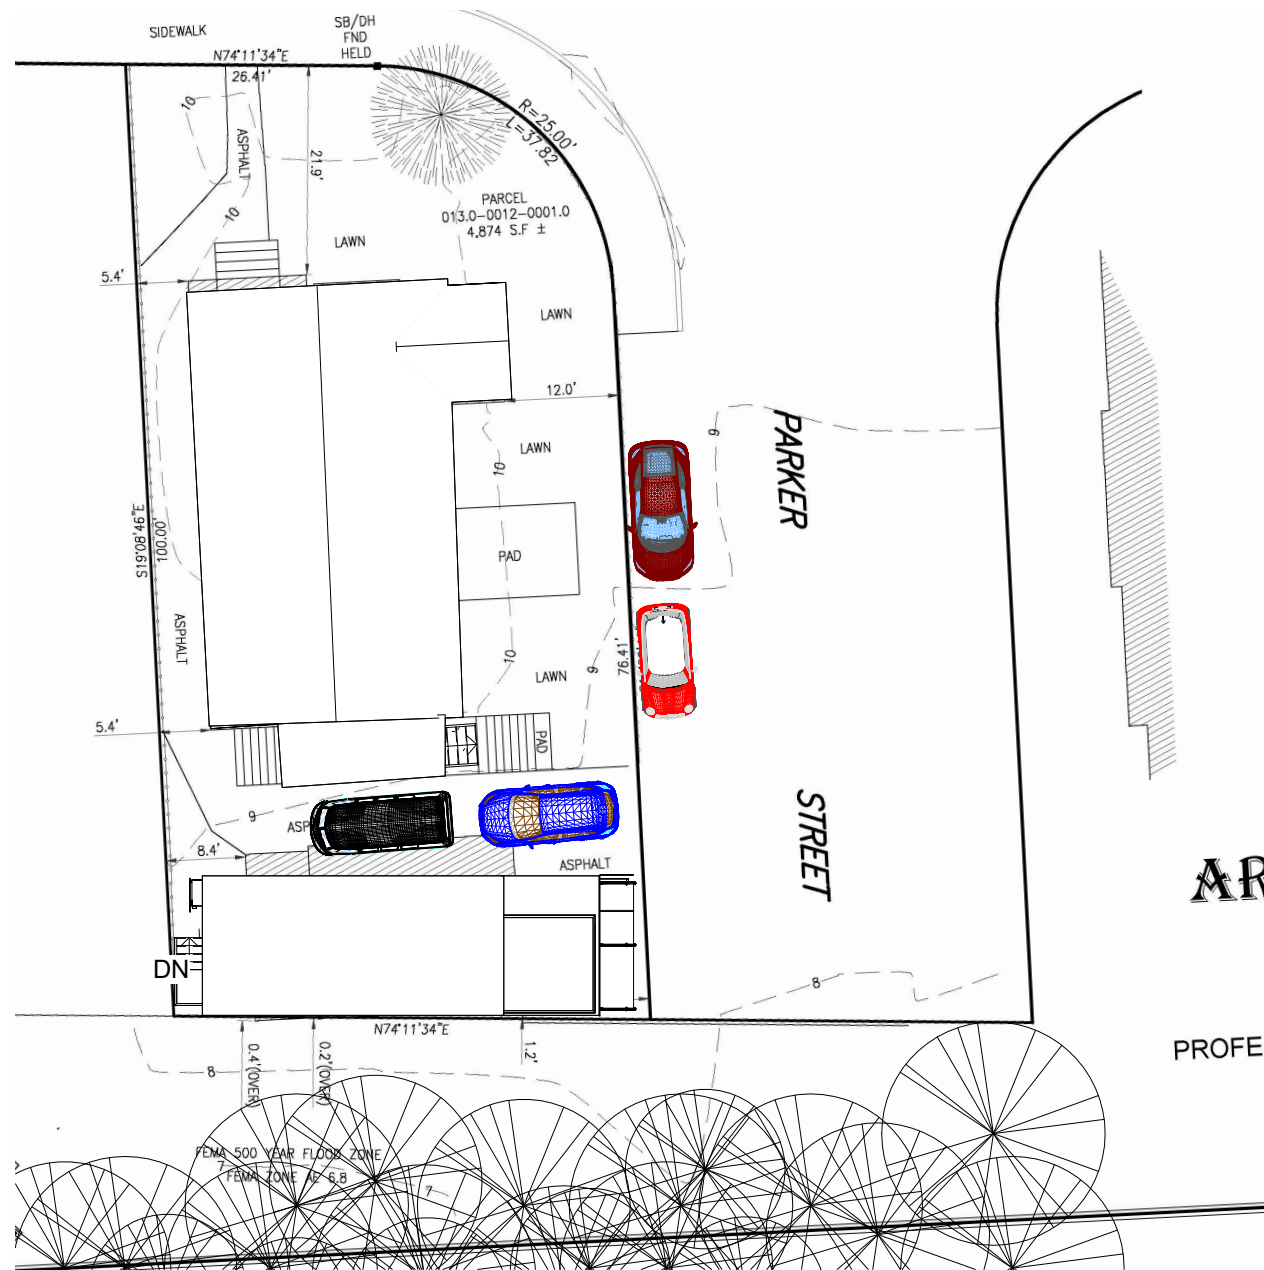 SIDEWALK
SB/DH
FND
HELD
N74°11'34"E
26.41'
10
ASPHALT
21.9'
R=25.00'
L=37.82
10
PARCEL
013.0-0012-0001.0
4,874 S.F ±
LAWN
5.4'
LAWN
12.0'
9
PARKER
LAWN
10
S19°08'46"E
100.00'
PAD
ASPHALT
10
9
76.41'
LAWN
5.4'
PAD
9
STREET
8.4'
ASPHALT
AR
DN
8
N74°11'34"E
0.4'(OVER)
0.2'(OVER)
1.2'
PROFE
8
FEMA 500 YEAR FLOOD ZONE
7
FEMA ZONE AE 6.8
7